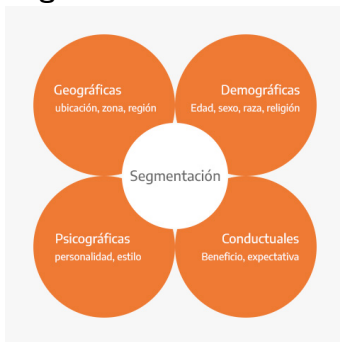 Geográficas
ubicación, zona, región
Demográficas
Edad, sexo, raza, religión
Segmentación
Psicográficas
personalidad, estilo
Conductuales
Beneficio, expectativa